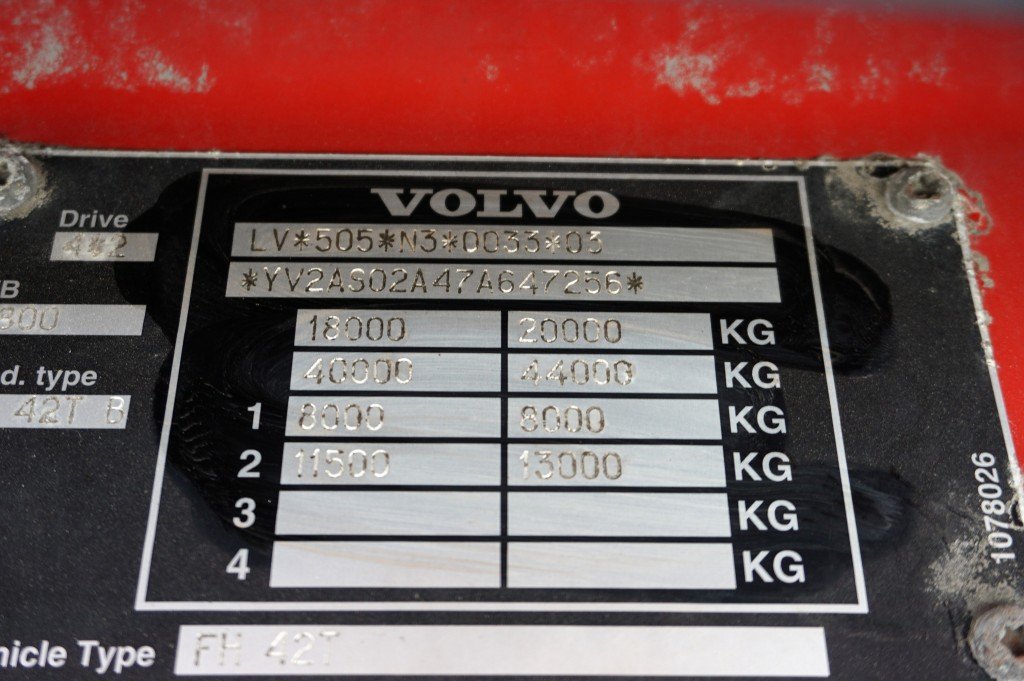 VOLVO
Drive
4*2
LV*505*N3*0033*03
*YV2AS02A47A647256*
B
800
18000 20000 KG
40000 44000 KG
d. type
42T B
1 8000 8000 KG
2 11500 13000 KG
3 KG
4 KG
1078026
hicle Type FH 42T